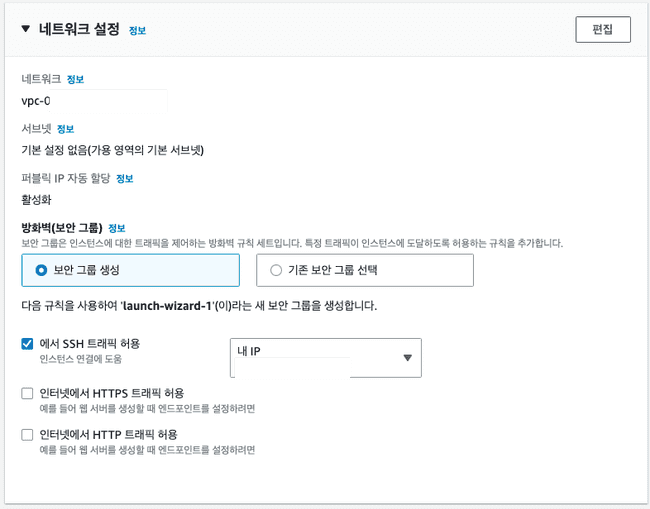 ▼ 네트워크 설정 정보
편집
네트워크 정보
vpc-0
서브넷 정보
기본 설정 없음(가용 영역의 기본 서브넷)
퍼블릭 IP 자동 할당 정보
활성화
방화벽(보안 그룹) 정보
보안 그룹은 인스턴스에 대한 트래픽을 제어하는 방화벽 규칙 세트입니다. 특정 트래픽이 인스턴스에 도달하도록 허용하는 규칙을 추가합니다.
보안 그룹 생성
기존 보안 그룹 선택
다음 규칙을 사용하여 'launch-wizard-1'(이)라는 새 보안 그룹을 생성합니다.
에서 SSH 트래픽 허용
인스턴스 연결에 도움
내 IP
인터넷에서 HTTPS 트래픽 허용
예를 들어 웹 서버를 생성할 때 엔드포인트를 설정하려면
인터넷에서 HTTP 트래픽 허용
예를 들어 웹 서버를 생성할 때 엔드포인트를 설정하려면